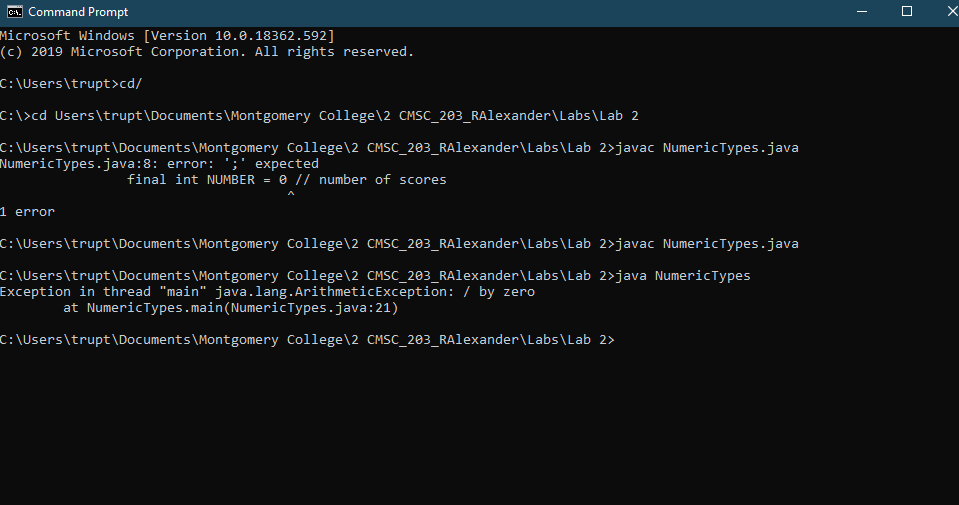 Command Prompt
Microsoft Windows [Version 10.0.18362.592]
(c) 2019 Microsoft Corporation. All rights reserved.
C:\Users\trupt>cd/
C:\>cd Users\trupt\Documents\Montgomery College\2 CMSC_203_RAlexander\Labs\Lab 2
C:\Users\trupt\Documents\Montgomery College\2 CMSC_203_RAlexander\Labs\Lab 2>javac NumericTypes.java
NumericTypes.java:8: error: ';' expected
                final int NUMBER = 0 // number of scores
                                    ^
1 error
C:\Users\trupt\Documents\Montgomery College\2 CMSC_203_RAlexander\Labs\Lab 2>javac NumericTypes.java
C:\Users\trupt\Documents\Montgomery College\2 CMSC_203_RAlexander\Labs\Lab 2>java NumericTypes
Exception in thread "main" java.lang.ArithmeticException: / by zero
        at NumericTypes.main(NumericTypes.java:21)
C:\Users\trupt\Documents\Montgomery College\2 CMSC_203_RAlexander\Labs\Lab 2>